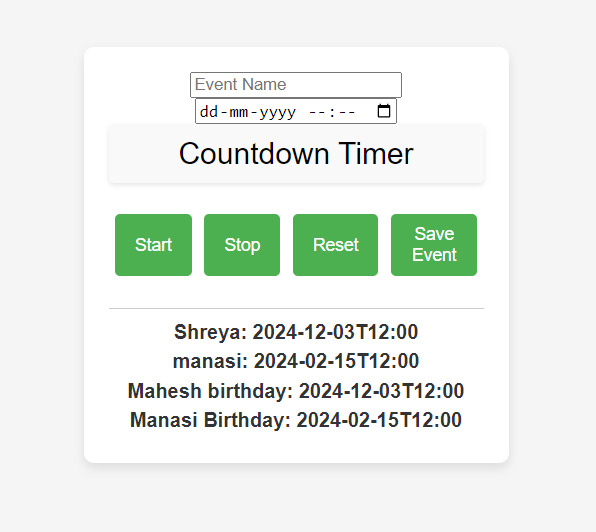 Event Name
dd-mm-yyyy --:--
Countdown Timer
Start Stop Reset Save
Event
Shreya: 2024-12-03T12:00
manasi: 2024-02-15T12:00
Mahesh birthday: 2024-12-03T12:00
Manasi Birthday: 2024-02-15T12:00